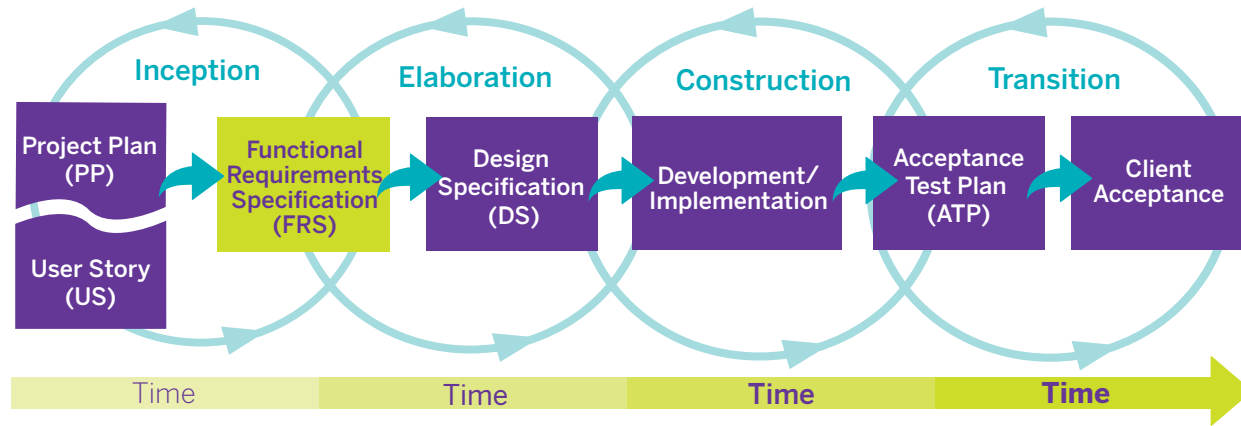 Inception
Elaboration
Construction
Transition
Project Plan
(PP)
User Story
(US)
Functional
Requirements
Specification
(FRS)
Design
Specification
(DS)
Development/
Implementation
Acceptance
Test Plan
(ATP)
Client
Acceptance
Time
Time
Time
Time